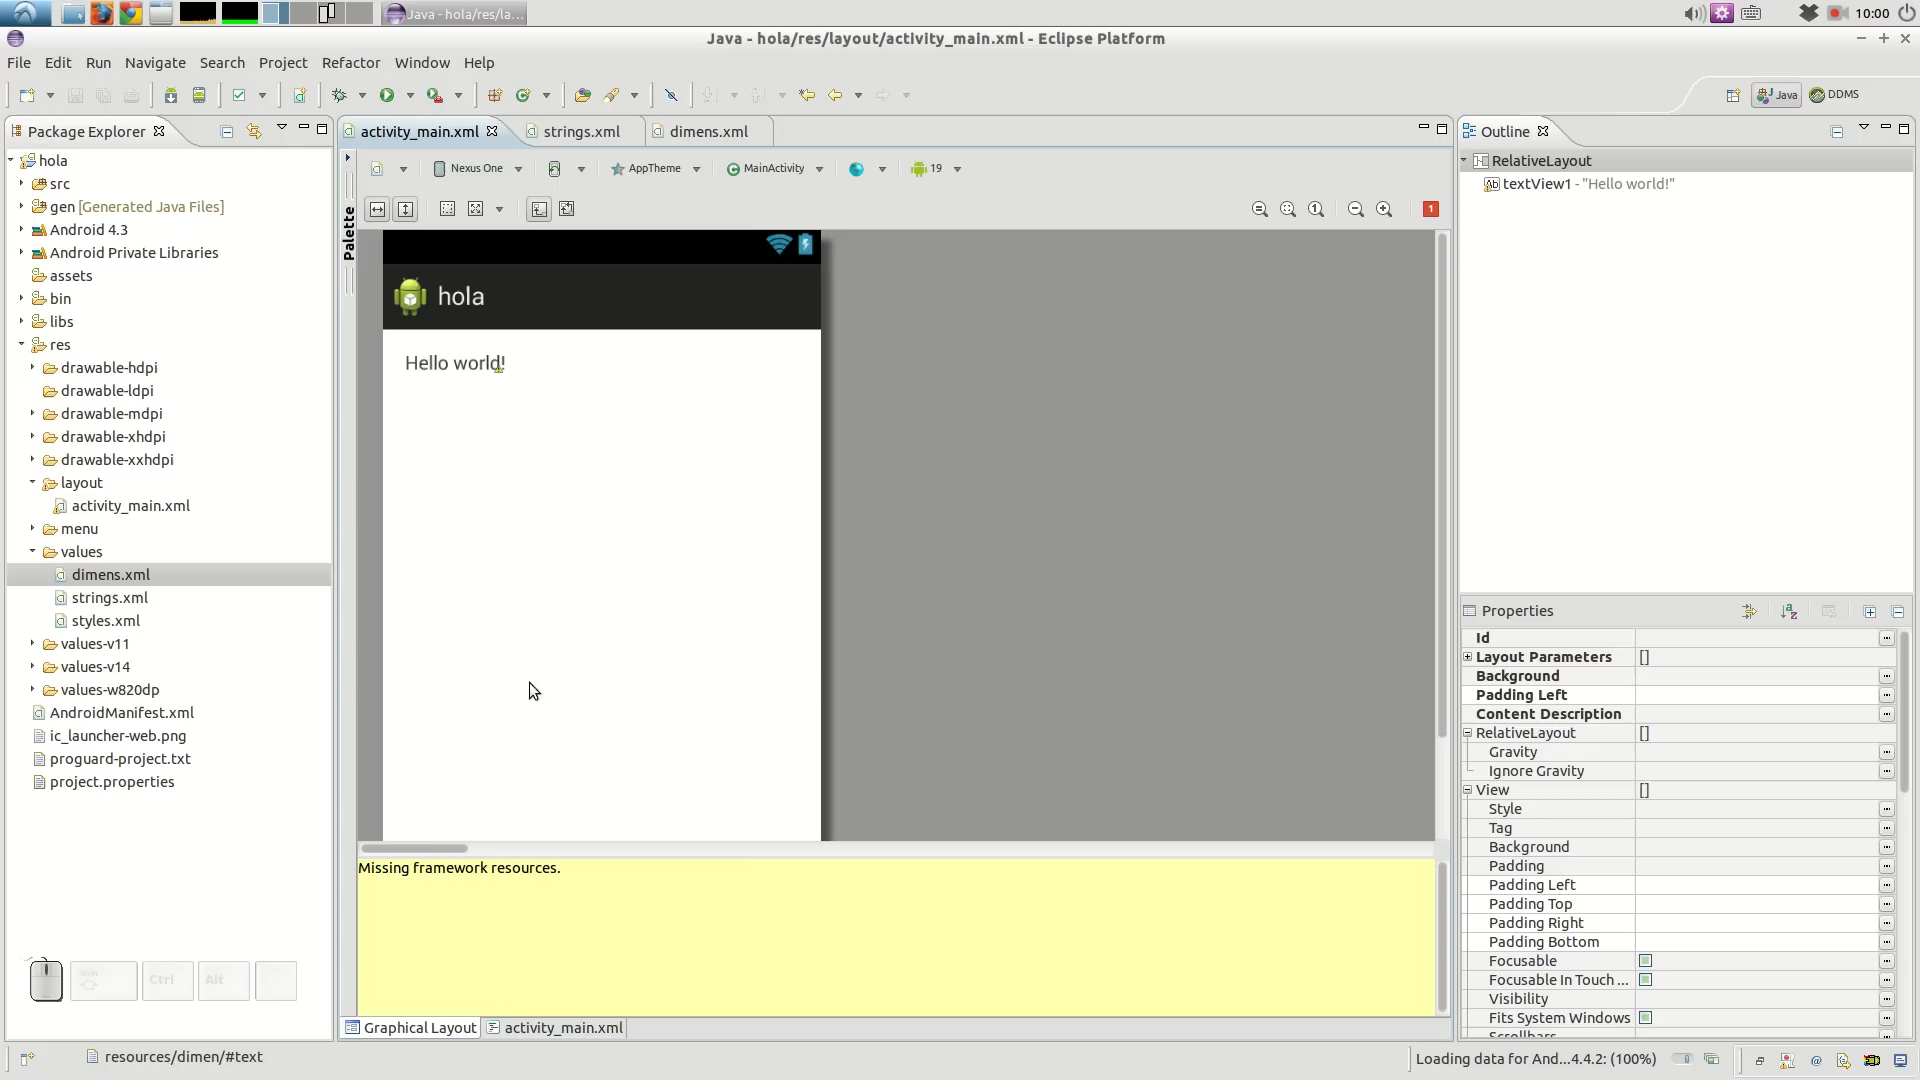 Java - hola/res/la...
10:00
Java - hola/res/layout/activity_main.xml - Eclipse Platform
File Edit Run Navigate Search Project Refactor Window Help
Java DDMS
Package Explorer
hola
src
gen [Generated Java Files]
Android 4.3
Android Private Libraries
assets
bin
libs
res
drawable-hdpi
drawable-ldpi
drawable-mdpi
drawable-xhdpi
drawable-xxhdpi
layout
activity_main.xml
menu
values
dimens.xml
strings.xml
styles.xml
values-v11
values-v14
values-w820dp
AndroidManifest.xml
ic_launcher-web.png
proguard-project.txt
project.properties
Ctrl Alt
activity_main.xml strings.xml dimens.xml
Nexus One AppTheme MainActivity 19
1
Palette
hola
Hello world!
Missing framework resources.
Graphical Layout activity_main.xml
Outline
RelativeLayout
textView1 - "Hello world!"
Properties
Id
Layout Parameters []
Background
Padding Left
Content Description
RelativeLayout []
Gravity
Ignore Gravity
View []
Style
Tag
Background
Padding
Padding Left
Padding Top
Padding Right
Padding Bottom
Focusable
Focusable In Touch ...
Visibility
Fits System Windows
Scrollbars
resources/dimen/#text
Loading data for And...4.4.2: (100%)